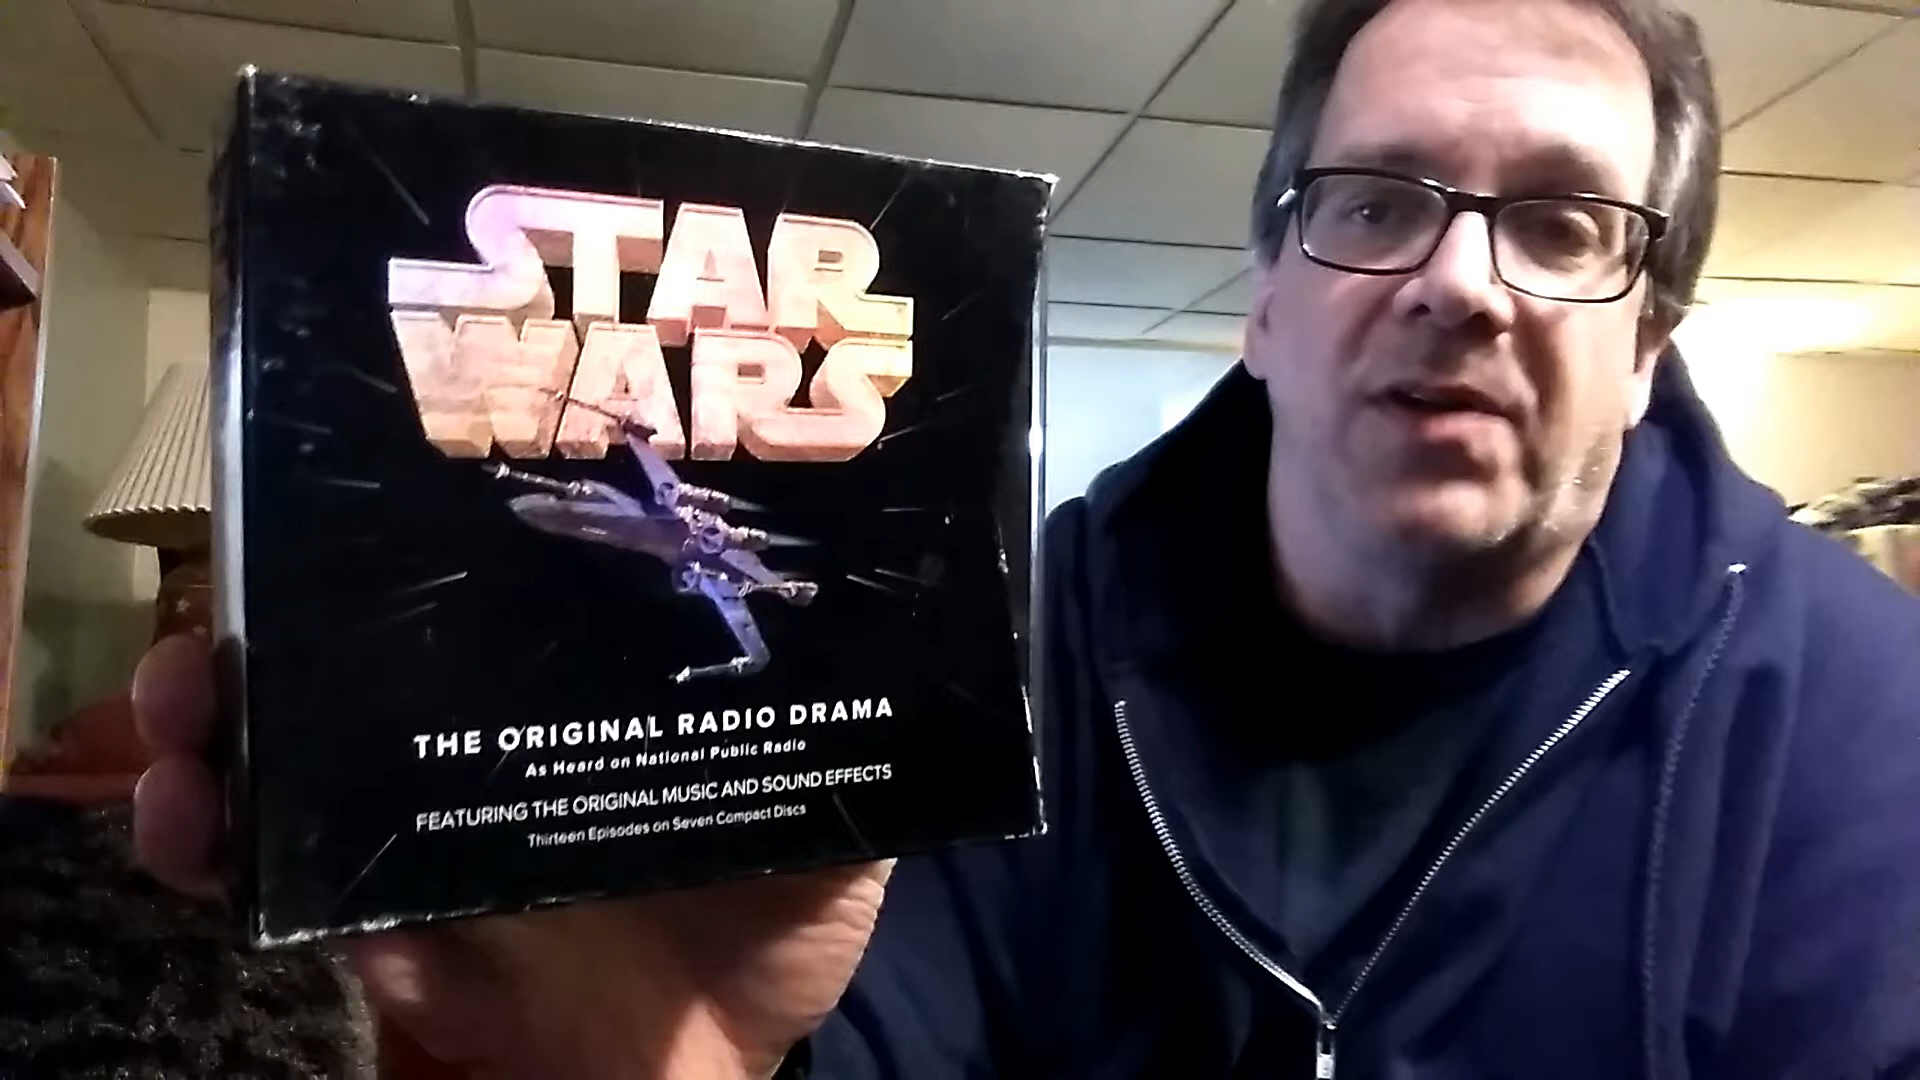 STAR
WARS
THE ORIGINAL RADIO DRAMA
As Heard on National Public Radio
FEATURING THE ORIGINAL MUSIC AND SOUND EFFECTS
Thirteen Episodes on Seven Compact Discs